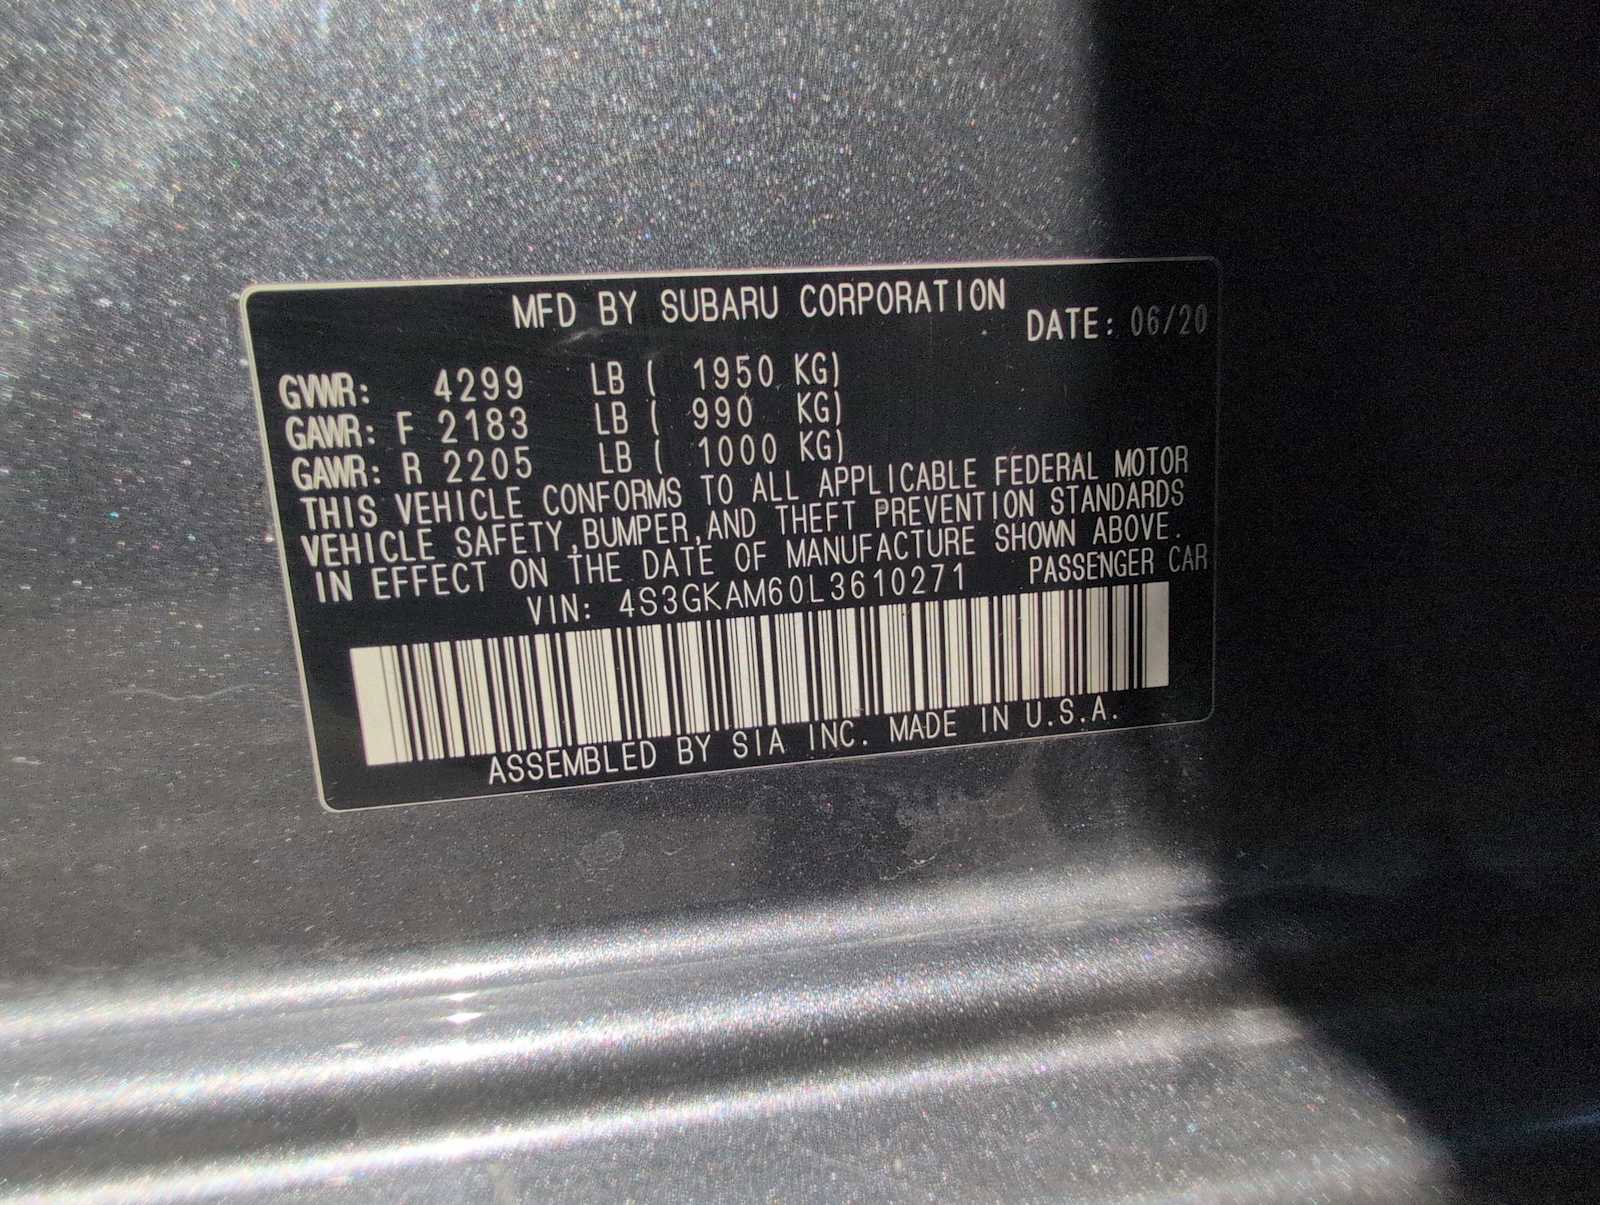 MFD BY SUBARU CORPORATION
DATE: 06/20
GVWR: 4299 LB ( 1950 KG)
GAWR: F 2183 LB ( 990 KG)
GAWR: R 2205 LB ( 1000 KG)
THIS VEHICLE CONFORMS TO ALL APPLICABLE FEDERAL MOTOR
VEHICLE SAFETY,BUMPER,AND THEFT PREVENTION STANDARDS
IN EFFECT ON THE DATE OF MANUFACTURE SHOWN ABOVE.
VIN: 4S3GKAM60L3610271 PASSENGER CAR
ASSEMBLED BY SIA INC. MADE IN U.S.A.